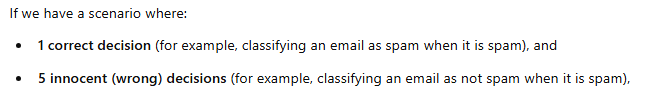 If we have a scenario where:
• 1 correct decision (for example, classifying an email as spam when it is spam), and
• 5 innocent (wrong) decisions (for example, classifying an email as not spam when it is spam),